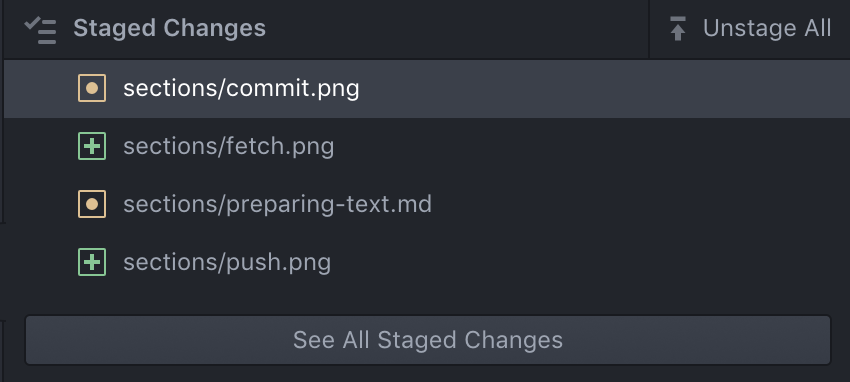 Staged Changes
Unstage All
sections/commit.png
sections/fetch.png
sections/preparing-text.md
sections/push.png
See All Staged Changes